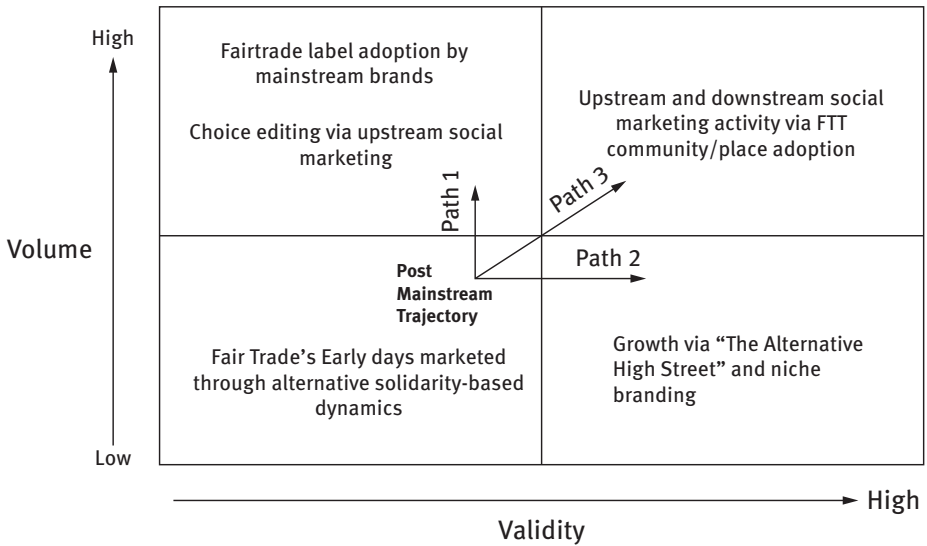 High
Fairtrade label adoption by
mainstream brands
Choice editing via upstream social
marketing
Upstream and downstream social
marketing activity via FTT
community/place adoption
Path 1
Path 3
Volume
Path 2
Post
Mainstream
Trajectory
Fair Trade's Early days marketed
through alternative solidarity-based
dynamics
Growth via “The Alternative
High Street” and niche
branding
Low
High
Validity